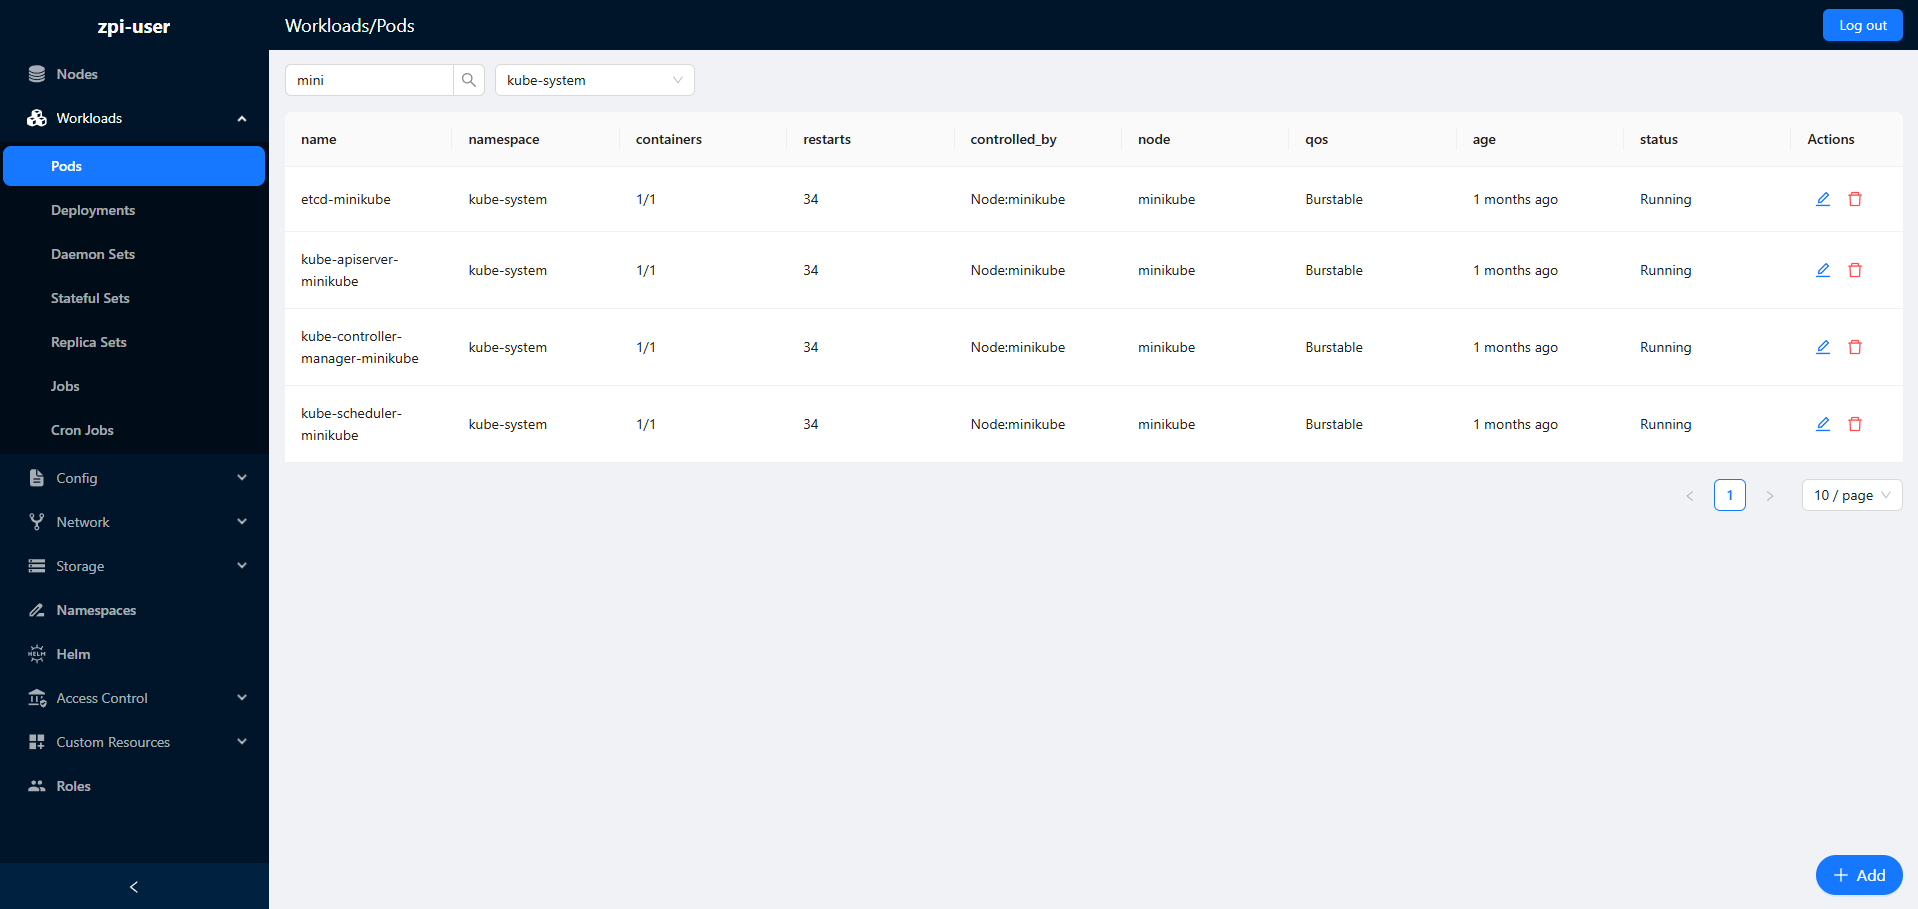 zpi-user
Workloads/Pods
Log out
Nodes
Workloads
Pods
Deployments
Daemon Sets
Stateful Sets
Replica Sets
Jobs
Cron Jobs
Config
Network
Storage
Namespaces
HELM Helm
Access Control
Custom Resources
Roles
mini
kube-system
name namespace containers restarts controlled_by node qos age status Actions
etcd-minikube kube-system 1/1 34 Node:minikube minikube Burstable 1 months ago Running
kube-apiserver-
minikube kube-system 1/1 34 Node:minikube minikube Burstable 1 months ago Running
kube-controller-
manager-minikube kube-system 1/1 34 Node:minikube minikube Burstable 1 months ago Running
kube-scheduler-
minikube kube-system 1/1 34 Node:minikube minikube Burstable 1 months ago Running
1 10 / page
Add